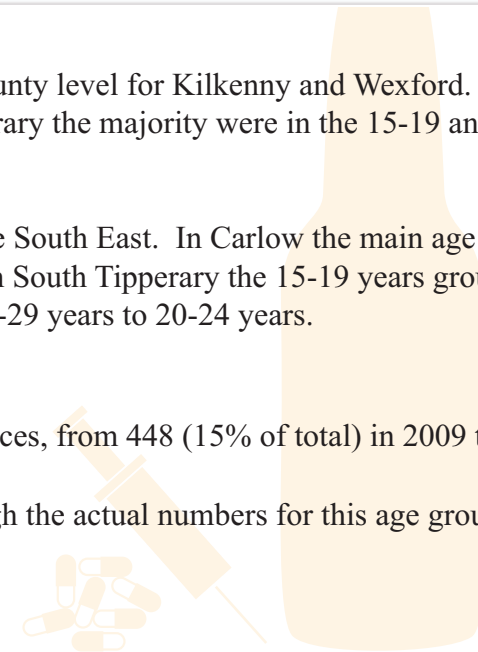 unty level for Kilkenny and Wexford.
rary the majority were in the 15-19 an
e South East. In Carlow the main age
n South Tipperary the 15-19 years grou
-29 years to 20-24 years.
ces, from 448 (15% of total) in 2009 t
gh the actual numbers for this age grou